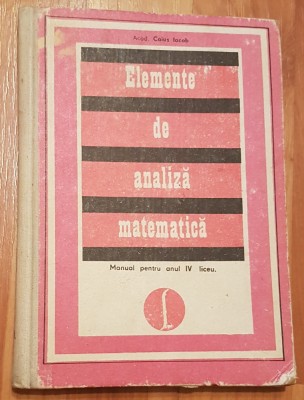 Acad. Caius Iacob
Elemente
de
analiză
matematică
Manual pentru anul IV liceu.
L